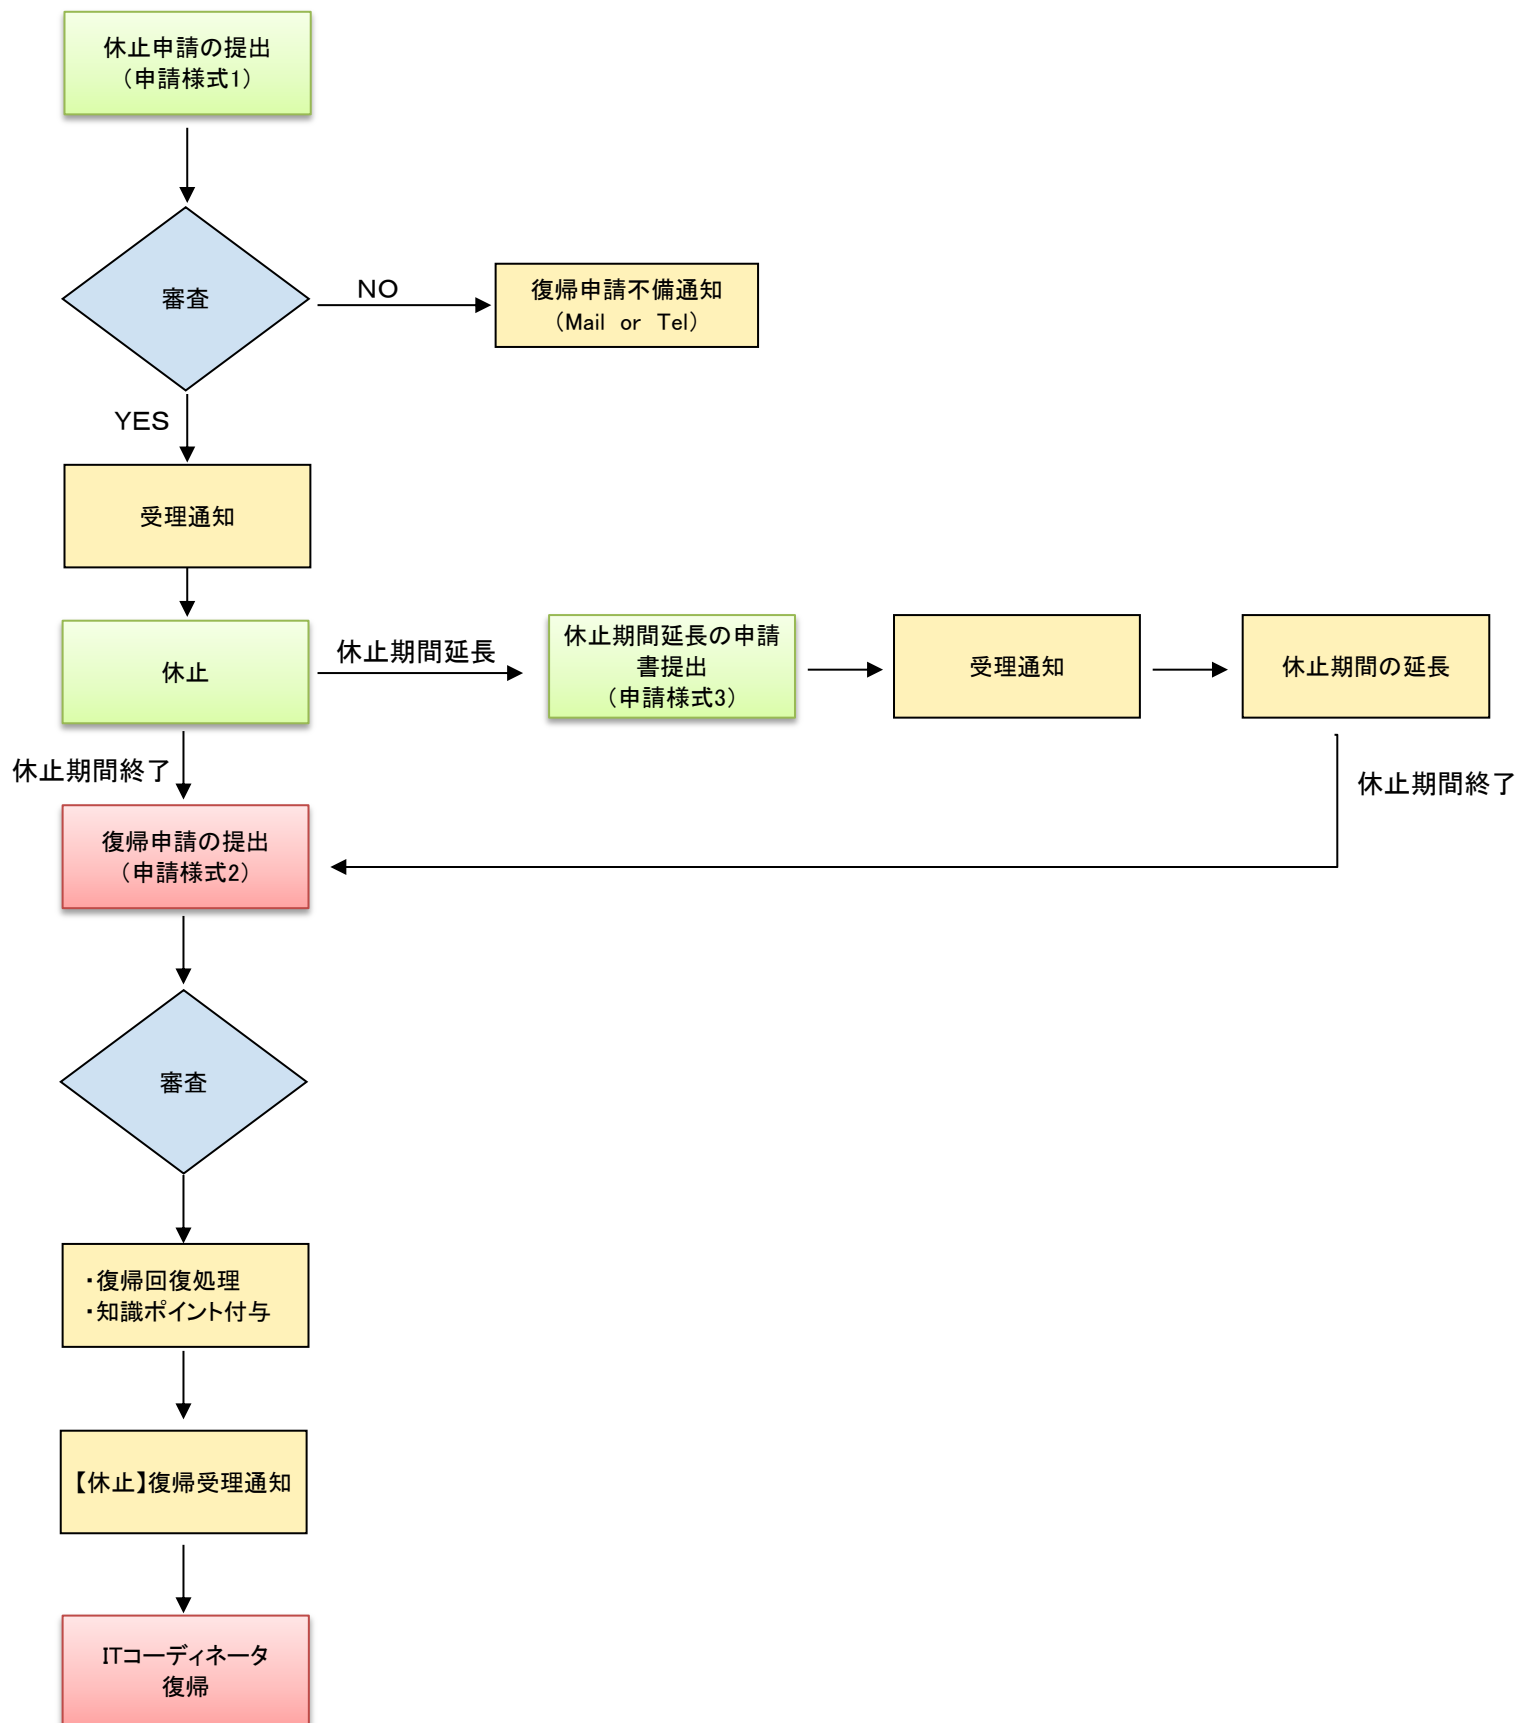 休止申請の提出
（申請様式1）
審査
NO
復帰申請不備通知
（Mail or Tel）
YES
受理通知
休止
休止期間延長
休止期間延長の申請
書提出
（申請様式3）
受理通知
休止期間の延長
休止期間終了
休止期間終了
復帰申請の提出
（申請様式2）
審査
・復帰回復処理
・知識ポイント付与
【休止】復帰受理通知
ITコーディネータ
復帰